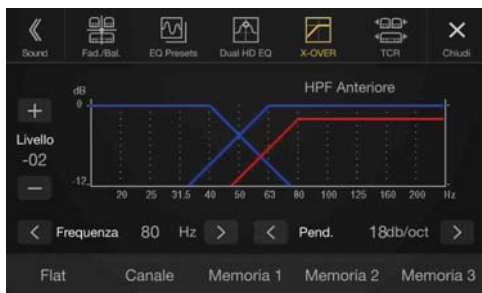 Sound Fad./Bal. EQ Presets Dual HD EQ X-OVER TCR Chiudi
dB HPF Anteriore
0
Livello
-02
-12
20 25 31.5 40 50 63 80 100 125 160 200 Hz
Frequenza 80 Hz Pend. 18db/oct
Flat Canale Memoria 1 Memoria 2 Memoria 3